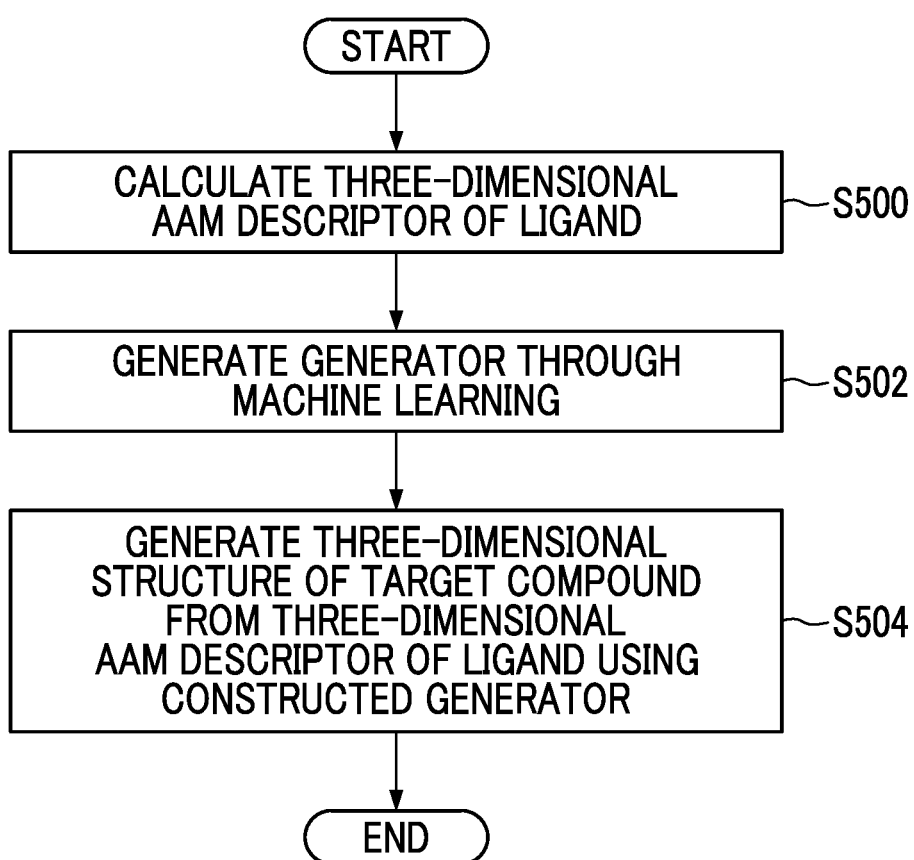 START
CALCULATE THREE-DIMENSIONAL
AAM DESCRIPTOR OF LIGAND
S500
GENERATE GENERATOR THROUGH
MACHINE LEARNING
S502
GENERATE THREE-DIMENSIONAL
STRUCTURE OF TARGET COMPOUND
FROM THREE-DIMENSIONAL
AAM DESCRIPTOR OF LIGAND USING
CONSTRUCTED GENERATOR
S504
END